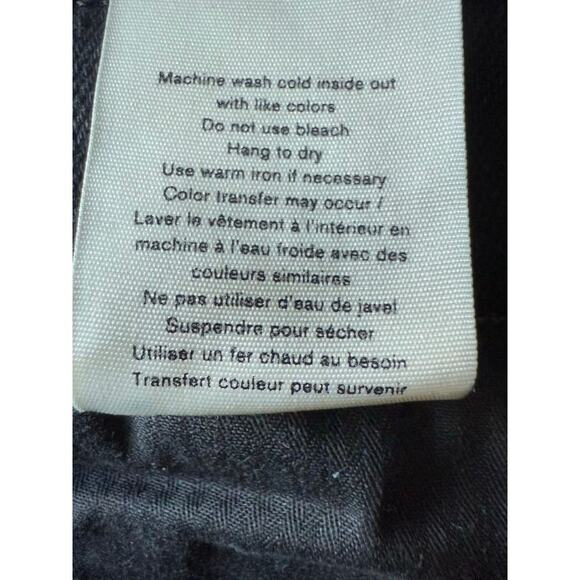 Machine wash cold inside out
with like colors
Do not use bleach
Hang to dry
Use warm iron if necessary
Color transfer may occur /
Laver le vêtement à l'intérieur en
machine à l'eau froide avec des
couleurs similaires
Ne pas utiliser d'eau de javel
Suspendre pour sécher
Utiliser un fer chaud au besoin
Transfert couleur peut survenir